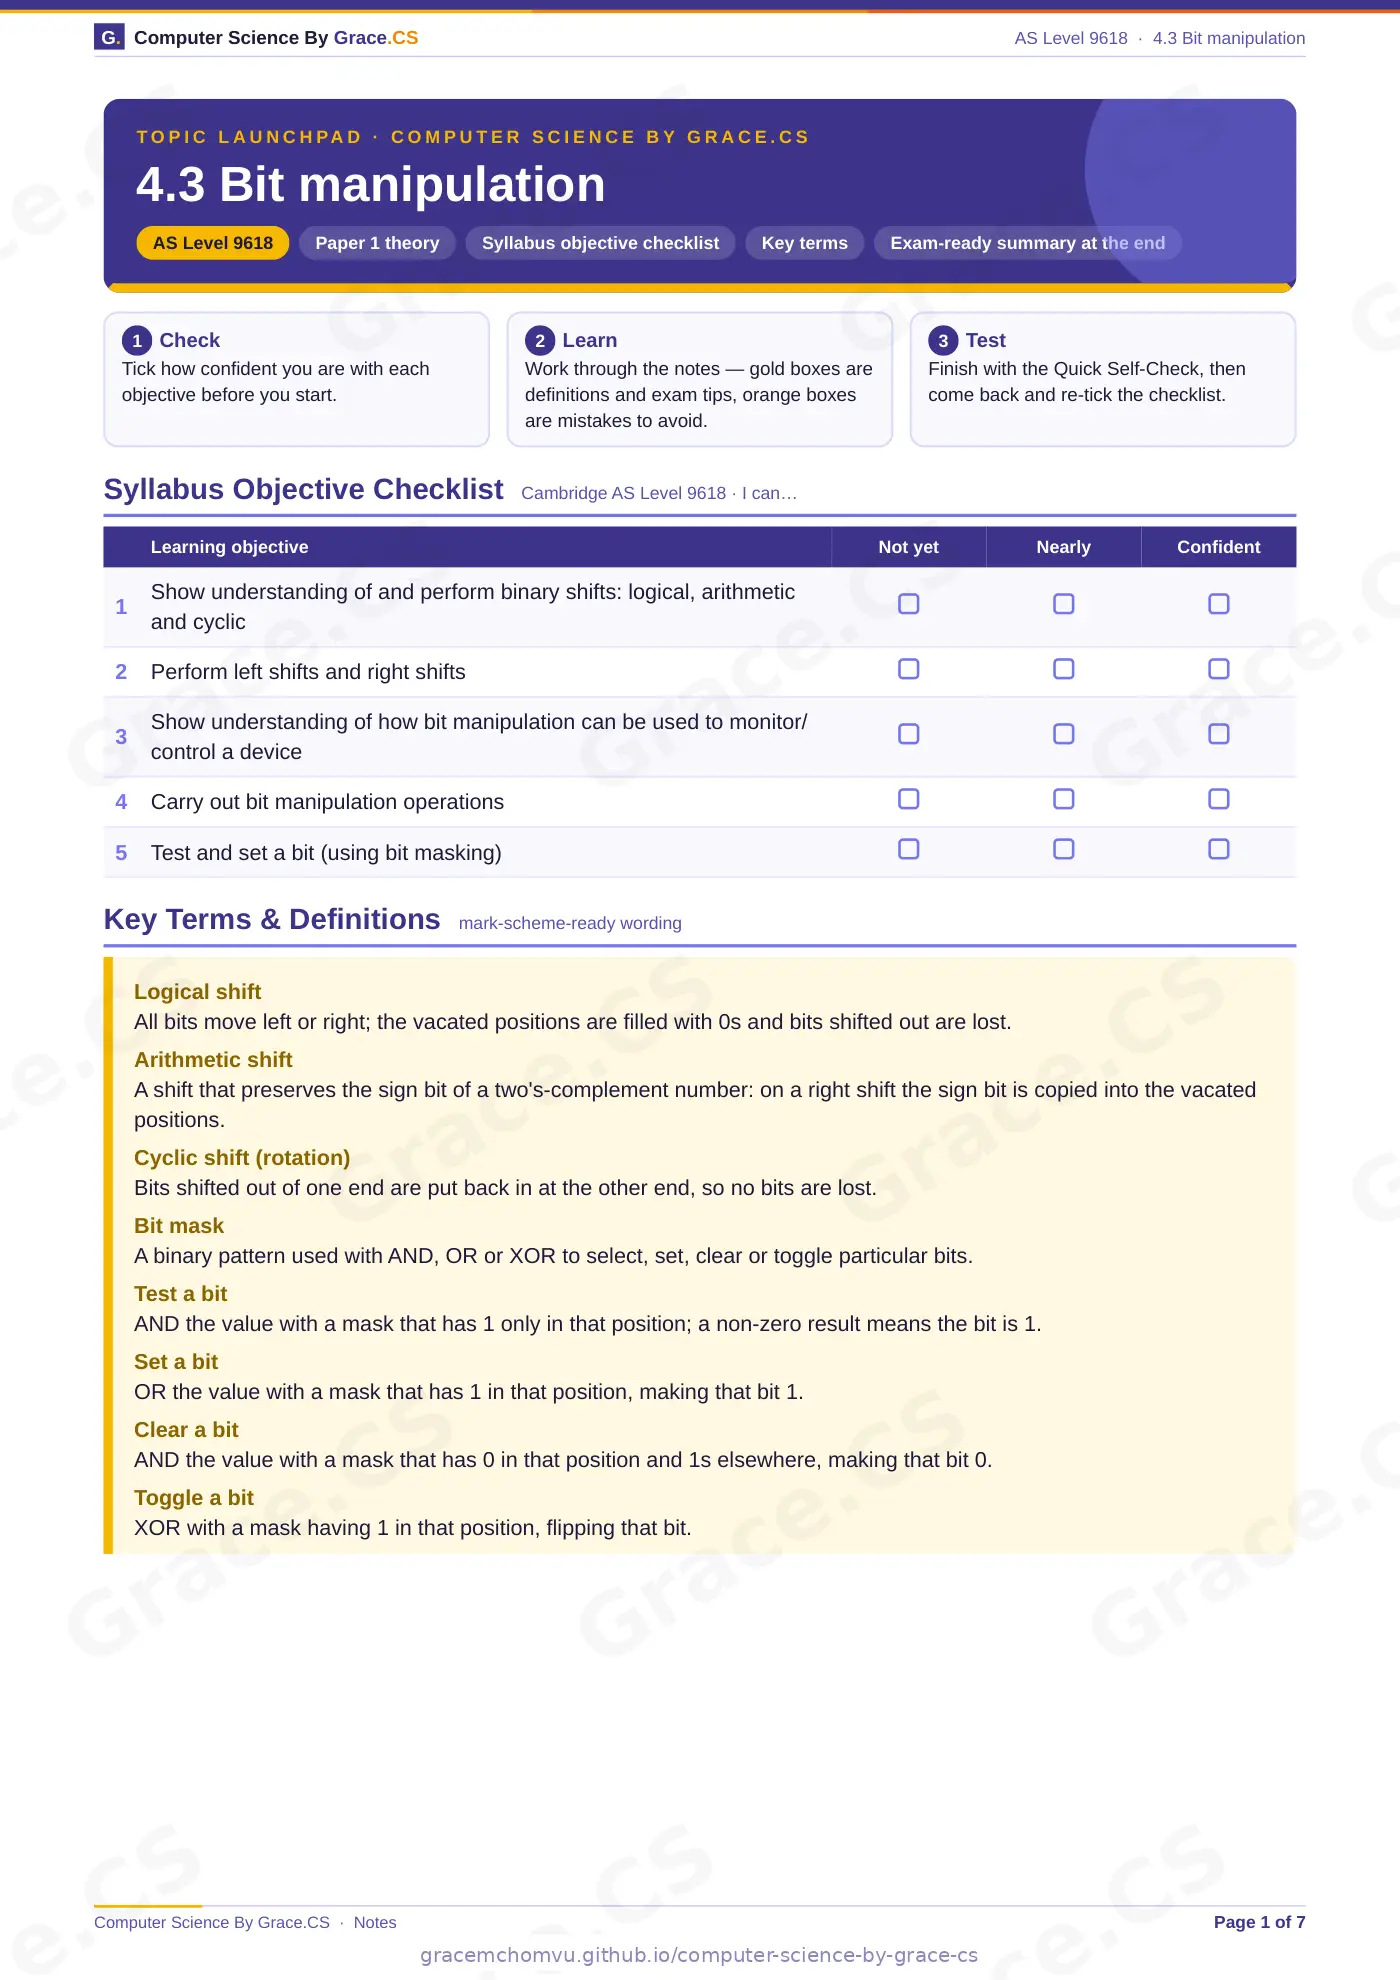 G. Computer Science By Grace.CS
AS Level 9618 · 4.3 Bit manipulation
TOPIC LAUNCHPAD · COMPUTER SCIENCE BY GRACE.CS
4.3 Bit manipulation
AS Level 9618 Paper 1 theory Syllabus objective checklist Key terms Exam-ready summary at the end
1 Check
Tick how confident you are with each
objective before you start.
2 Learn
Work through the notes — gold boxes are
definitions and exam tips, orange boxes
are mistakes to avoid.
3 Test
Finish with the Quick Self-Check, then
come back and re-tick the checklist.
Syllabus Objective Checklist Cambridge AS Level 9618 · I can…
Learning objective Not yet Nearly Confident
1 Show understanding of and perform binary shifts: logical, arithmetic
and cyclic
2 Perform left shifts and right shifts
3 Show understanding of how bit manipulation can be used to monitor/
control a device
4 Carry out bit manipulation operations
5 Test and set a bit (using bit masking)
Key Terms & Definitions mark-scheme-ready wording
Logical shift
All bits move left or right; the vacated positions are filled with 0s and bits shifted out are lost.
Arithmetic shift
A shift that preserves the sign bit of a two's-complement number: on a right shift the sign bit is copied into the vacated
positions.
Cyclic shift (rotation)
Bits shifted out of one end are put back in at the other end, so no bits are lost.
Bit mask
A binary pattern used with AND, OR or XOR to select, set, clear or toggle particular bits.
Test a bit
AND the value with a mask that has 1 only in that position; a non-zero result means the bit is 1.
Set a bit
OR the value with a mask that has 1 in that position, making that bit 1.
Clear a bit
AND the value with a mask that has 0 in that position and 1s elsewhere, making that bit 0.
Toggle a bit
XOR with a mask having 1 in that position, flipping that bit.
Computer Science By Grace.CS · Notes
Page 1 of 7
gracemchomvu.github.io/computer-science-by-grace-cs